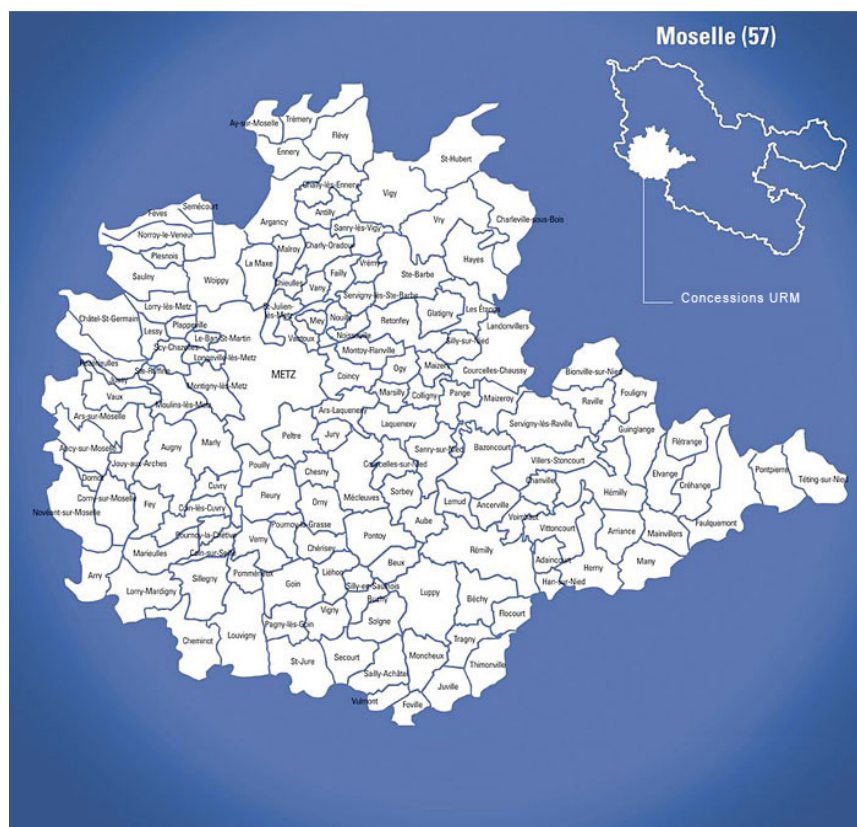 Moselle (57)
Concessions URM
Ay-sur-Moselle
Trémery
Flévy
Ennery
St-Hubert
Chailly-lès-Ennery
Vigy
Semécourt
Fèves
Antilly
Argancy
Vry
Charleville-sous-Bois
Norroy-le-Veneur
Sanry-lès-Vigy
Plesnois
Malroy
Charly-Oradour
Hayes
La Maxe
Vrémy
Saulny
Woippy
Failly
Ste-Barbe
Chieulles
Vany
Servigny-lès-Ste-Barbe
Lorry-lès-Metz
St-Julien-
lès-Metz
Les Étangs
Châtel-St-Germain
Plappeville
Mey
Nouilly
Retonfey
Glatigny
Landonvillers
Lessy
Le-Ban-St-Martin
Vantoux
Noisseville
Silly-sur-Nied
Scy-Chazelles
Longeville-lès-Metz
Montoy-Flanville
Rozérieulles
Ste-Ruffine
METZ
Ogy
Maizery
Courcelles-Chaussy
Bionville-sur-Nied
Jussy
Montigny-lès-Metz
Coincy
Vaux
Marsilly
Colligny
Pange
Maizeroy
Raville
Fouligny
Moulins-lès-Metz
Ars-Laquenexy
Ars-sur-Moselle
Laquenexy
Servigny-lès-Raville
Guinglange
Peltre
Jury
Ancy-sur-Moselle
Augny
Marly
Sanry-sur-Nied
Bazoncourt
Flétrange
Jouy-aux-Arches
Pouilly
Chesny
Courcelles-sur-Nied
Villers-Stoncourt
Elvange
Pontpierre
Téting-sur-Nied
Dornot
Cuvry
Chanville
Créhange
Corny-sur-Moselle
Fleury
Orny
Mécleuves
Sorbey
Lemud
Ancerville
Hémilly
Novéant-sur-Moselle
Fey
Coin-lès-Cuvry
Aube
Voimhaut
Faulquemont
Pournoy-la-Chétive
Pournoy-la-Grasse
Pontoy
Vittoncourt
Arriance
Mainvillers
Marieulles
Coin-sur-Seille
Verny
Chérisey
Rémilly
Adaincourt
Many
Arry
Sillegny
Pommérieux
Goin
Liéhon
Beux
Han-sur-Nied
Herny
Lorry-Mardigny
Silly-en-Saulnois
Luppy
Béchy
Buchy
Vigny
Flocourt
Pagny-lès-Goin
Solgne
Cheminot
Louvigny
Tragny
St-Jure
Secourt
Moncheux
Thimonville
Sailly-Achâtel
Juville
Vulmont
Foville